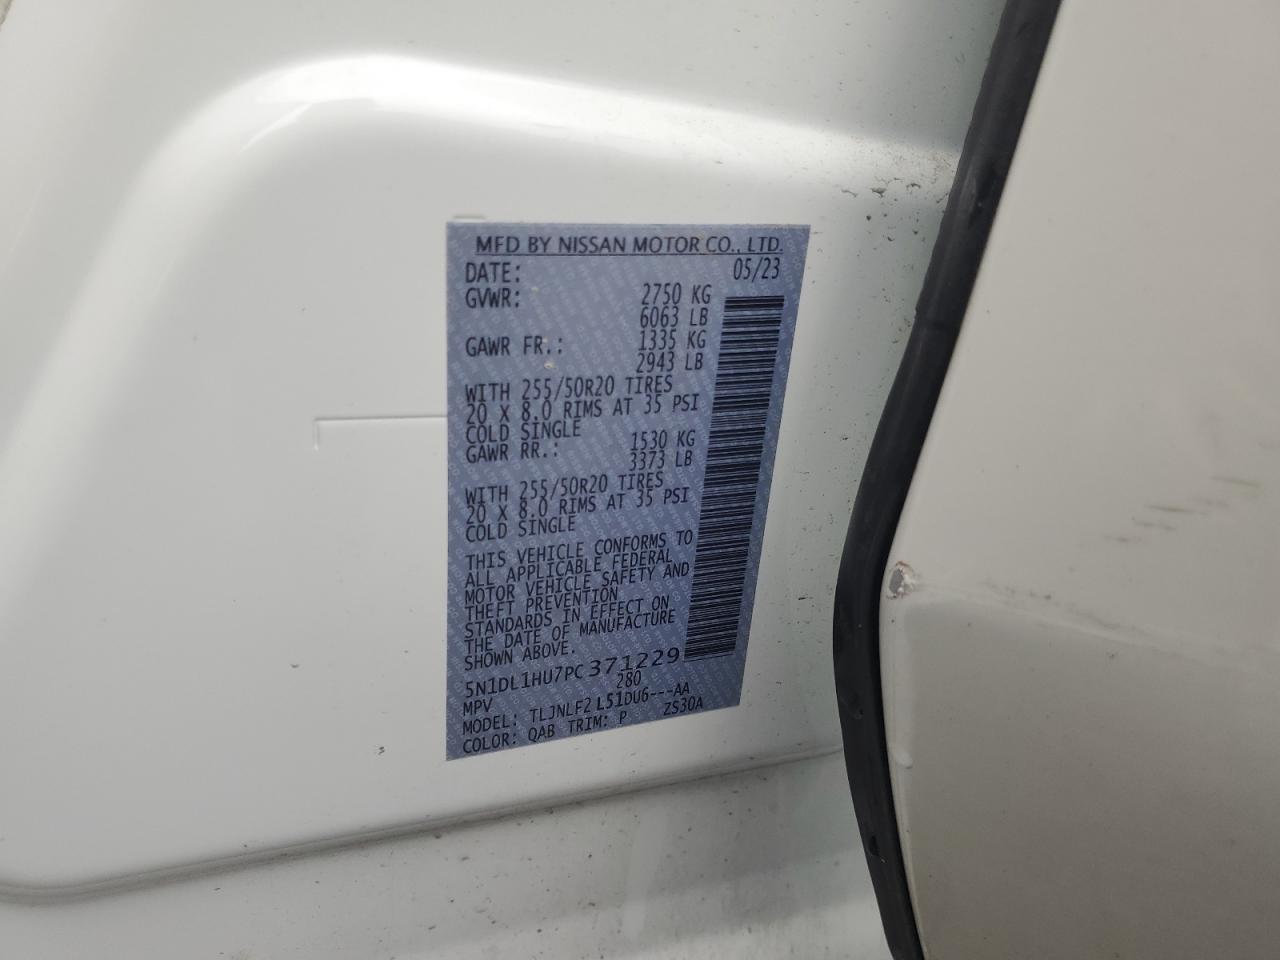 MFD BY NISSAN MOTOR CO., LTD.
DATE: 05/23
GVWR: 2750 KG
6063 LB
GAWR FR.: 1335 KG
2943 LB
WITH 255/50R20 TIRES
20 X 8.0 RIMS AT 35 PSI
COLD SINGLE
GAWR RR.: 1530 KG
3373 LB
WITH 255/50R20 TIRES
20 X 8.0 RIMS AT 35 PSI
COLD SINGLE
THIS VEHICLE CONFORMS TO
ALL APPLICABLE FEDERAL
MOTOR VEHICLE SAFETY AND
THEFT PREVENTION
STANDARDS IN EFFECT ON
THE DATE OF MANUFACTURE
SHOWN ABOVE.
5N1DL1HU7PC371229
MPV 280
MODEL: TLJNLF2 L51DU6---AA
COLOR: QAB TRIM: P ZS30A